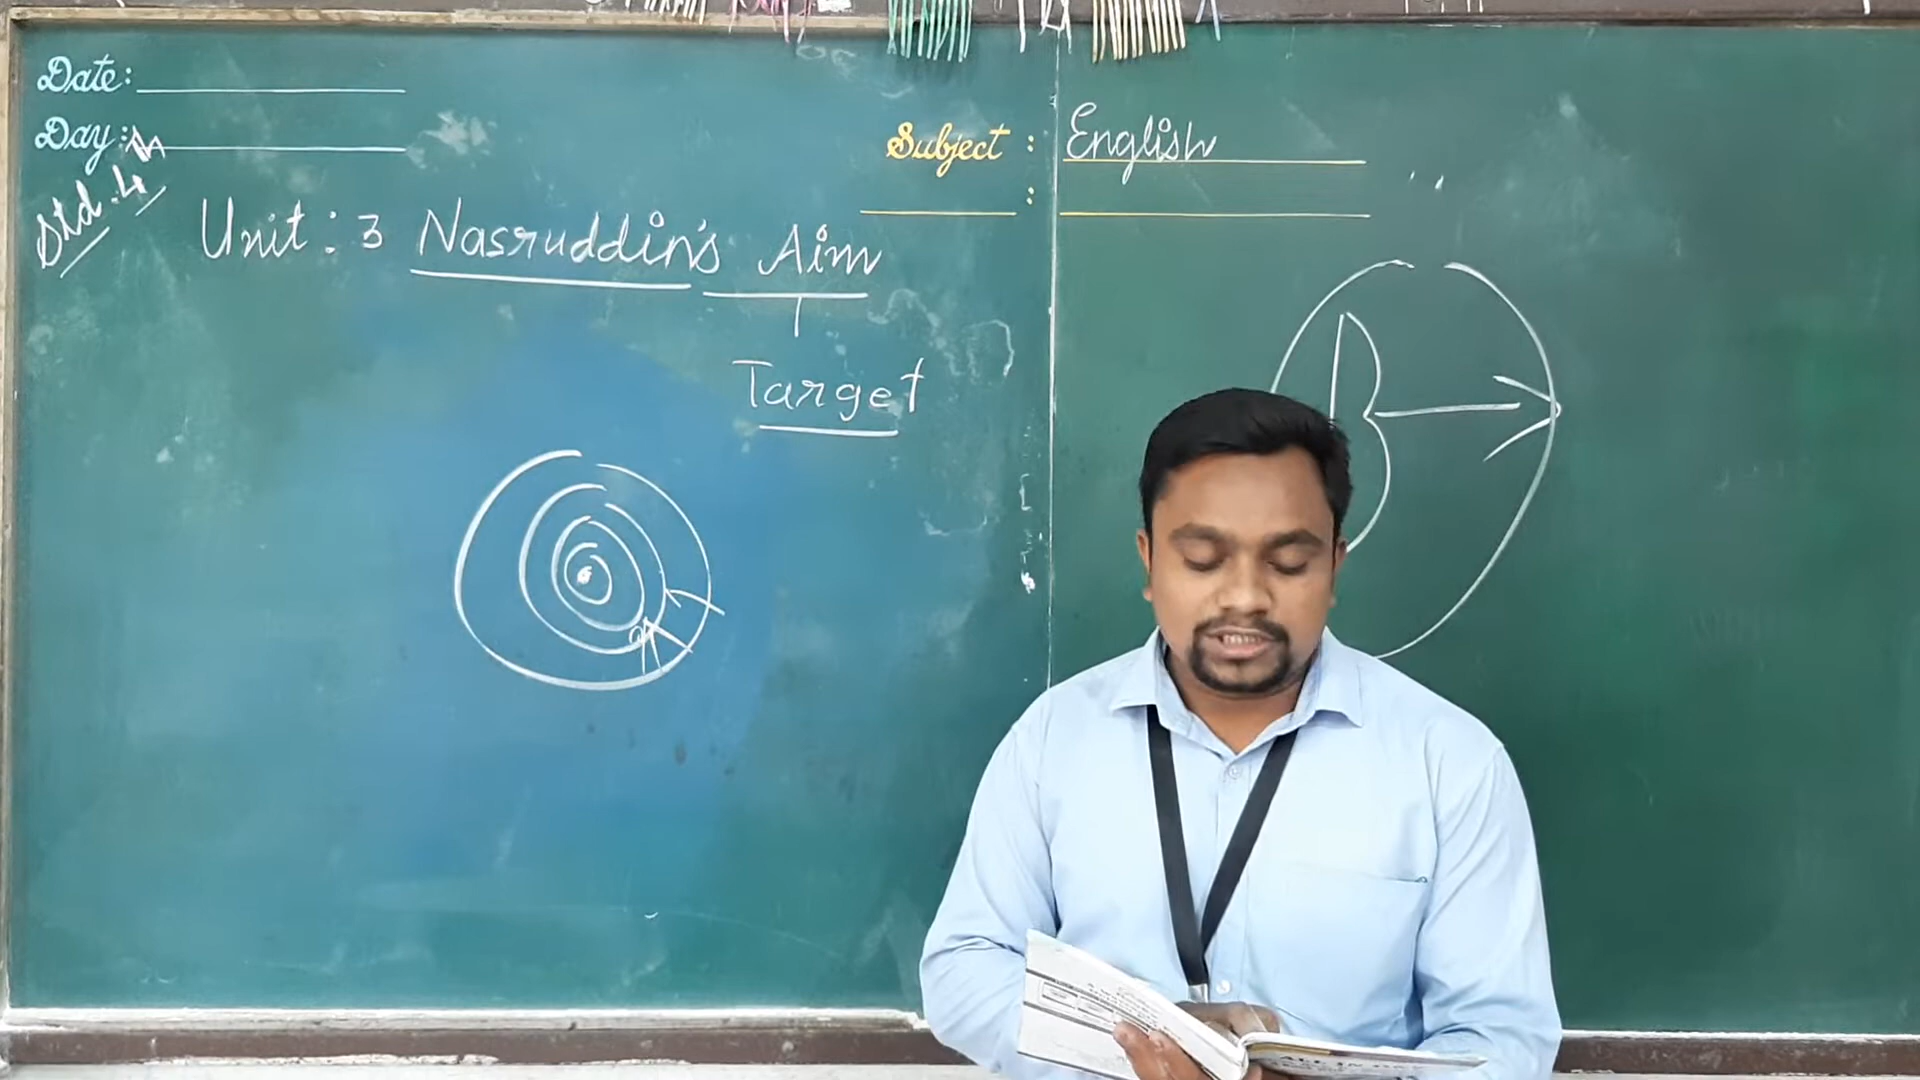 Date:
Day:
Std: 4th
Subject : English
:
Unit: 3 Nasruddin's Aim
Target